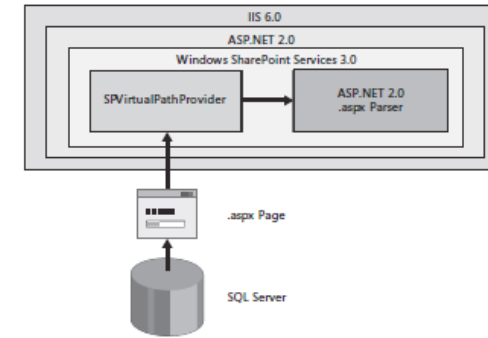 IIS 6.0
ASP.NET 2.0
Windows SharePoint Services 3.0
SPVirtualPathProvider
ASP.NET 2.0
.aspx Parser
.aspx Page
SQL Server